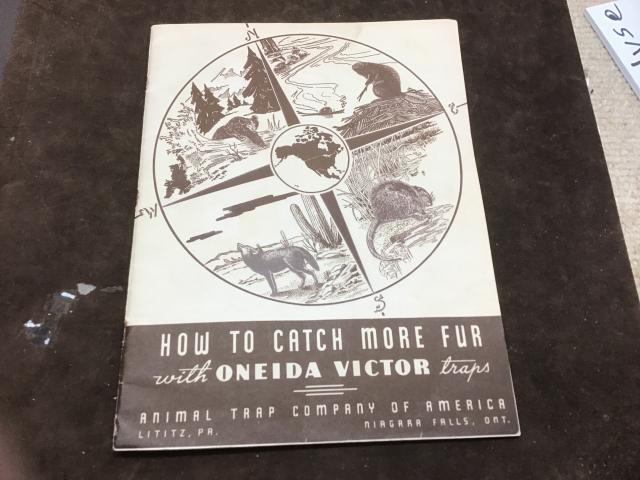 N
E
W
S
HOW TO CATCH MORE FUR
with ONEIDA VICTOR traps
ANIMAL TRAP COMPANY OF AMERICA
LITITZ, PA. NIAGARA FALLS, ONT.